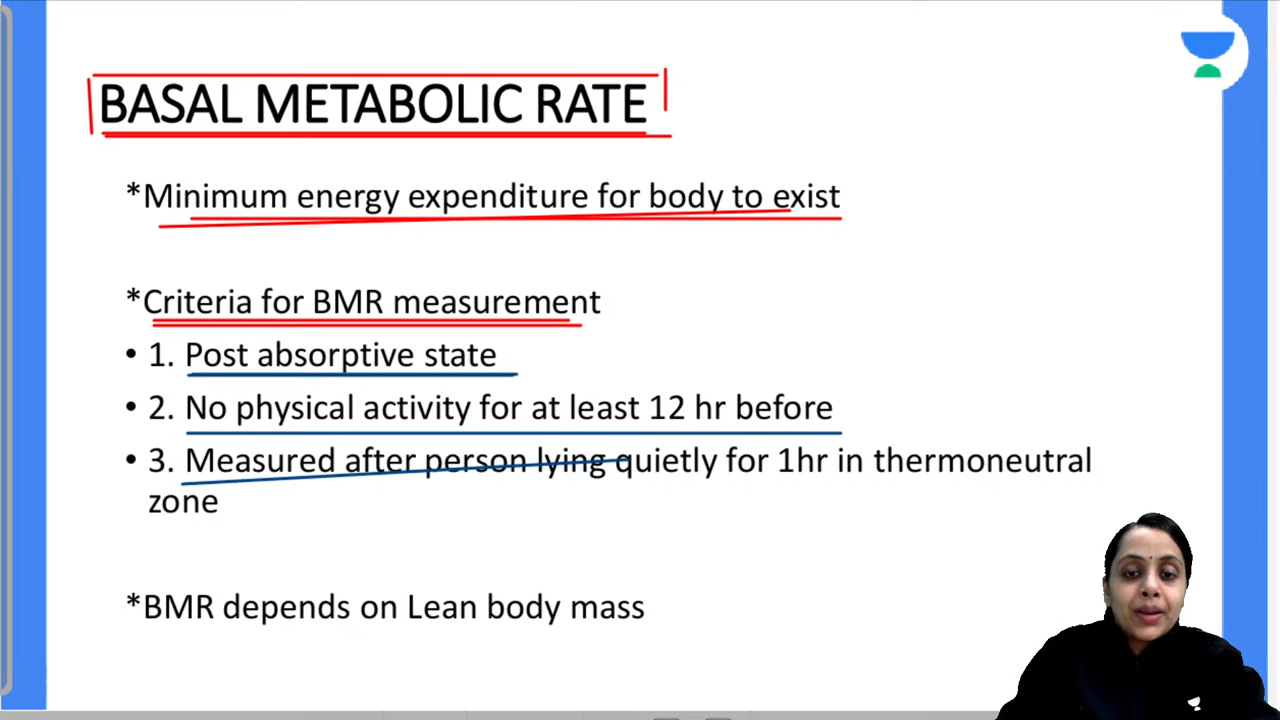 BASAL METABOLIC RATE
*Minimum energy expenditure for body to exist
*Criteria for BMR measurement
• 1. Post absorptive state
• 2. No physical activity for at least 12 hr before
• 3. Measured after person lying quietly for 1hr in thermoneutral
zone
*BMR depends on Lean body mass